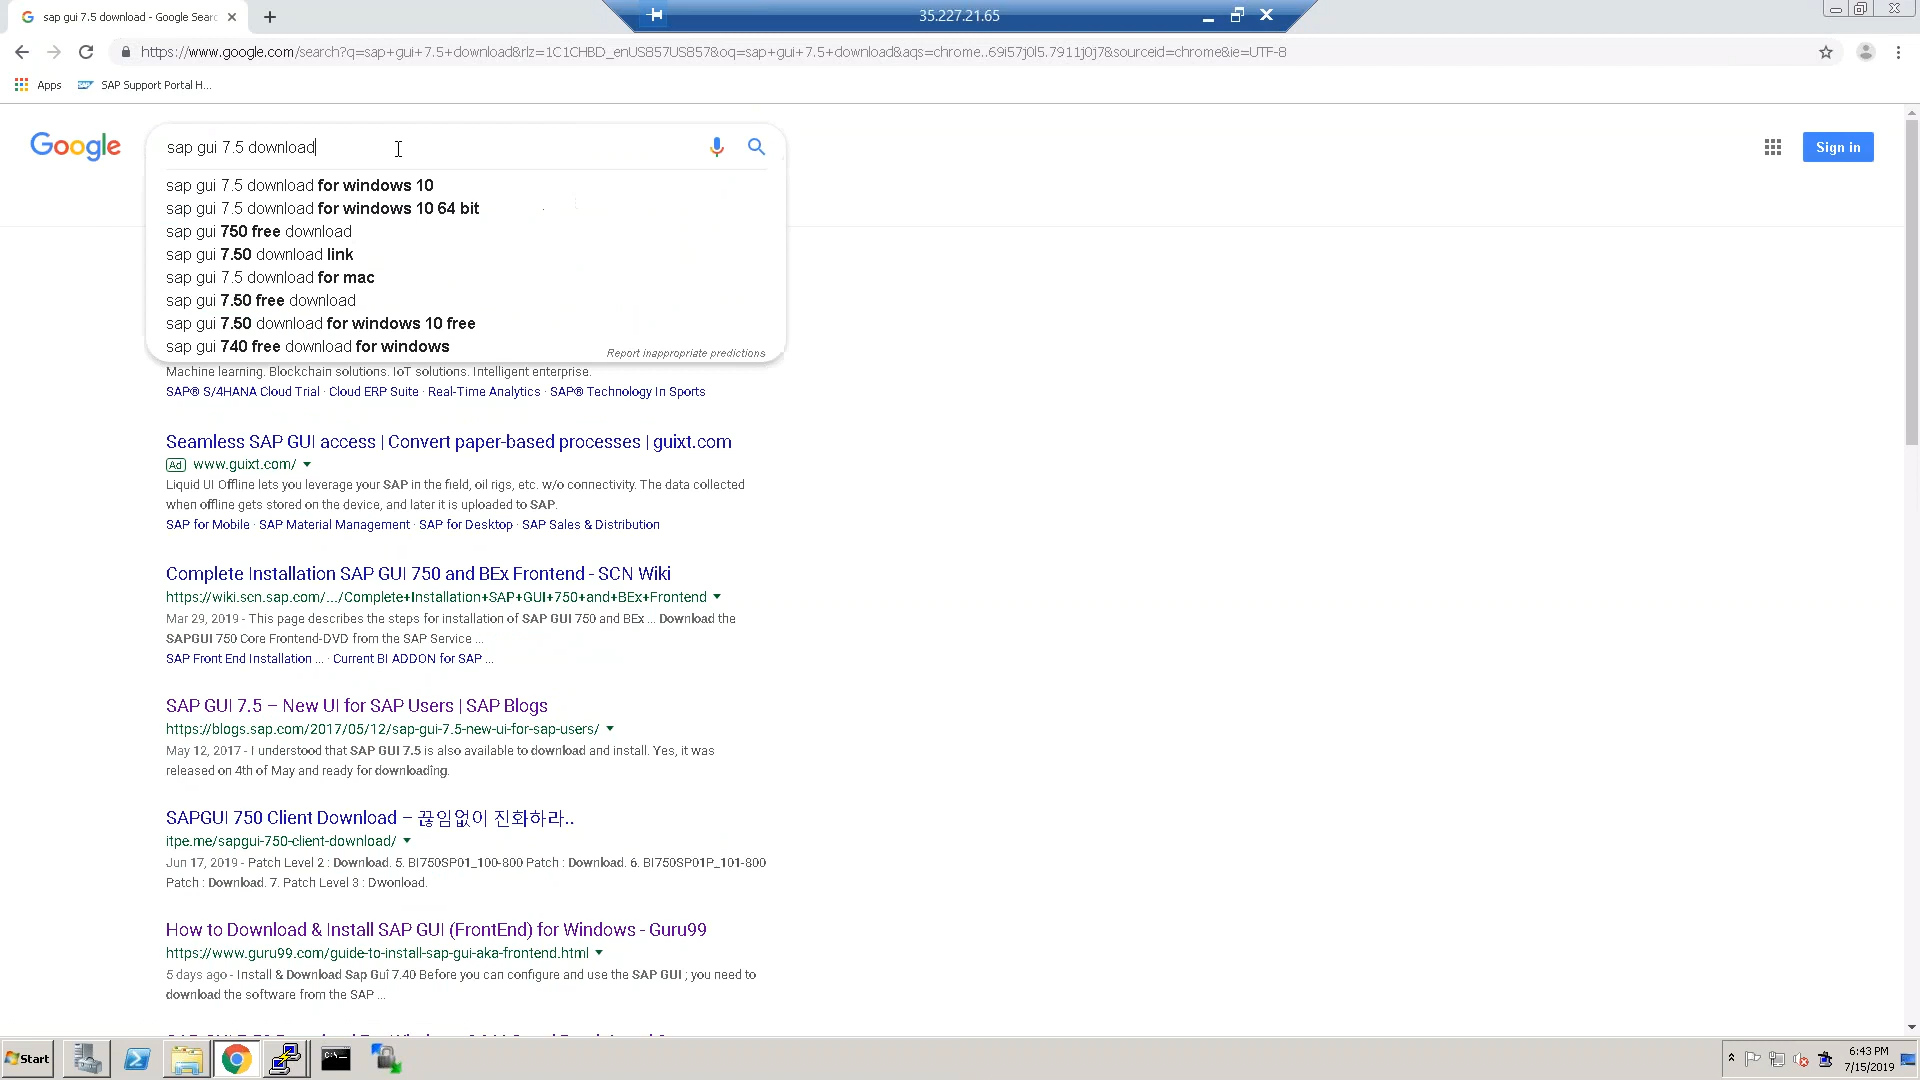 sap gui 7.5 download - Google Sear
35.227.21.65
https://www.google.com/search?q=sap+gui+7.5+download&rlz=1C1CHBD_enUS857US857&oq=sap+gui+7.5+download&aqs=chrome..69i57j0l5.7911j0j7&sourceid=chrome&ie=UTF-8
Apps
SAP Support Portal H...
Google
sap gui 7.5 download
Sign in
sap gui 7.5 download for windows 10
sap gui 7.5 download for windows 10 64 bit
sap gui 750 free download
sap gui 7.50 download link
sap gui 7.5 download for mac
sap gui 7.50 free download
sap gui 7.50 download for windows 10 free
sap gui 740 free download for windows
Report inappropriate predictions
Machine learning. Blockchain solutions. IoT solutions. Intelligent enterprise.
SAP® S/4HANA Cloud Trial · Cloud ERP Suite · Real-Time Analytics · SAP® Technology In Sports
Seamless SAP GUI access | Convert paper-based processes | guixt.com
Ad www.guixt.com/
Liquid UI Offline lets you leverage your SAP in the field, oil rigs, etc. w/o connectivity. The data collected
when offline gets stored on the device, and later it is uploaded to SAP.
SAP for Mobile · SAP Material Management · SAP for Desktop · SAP Sales & Distribution
Complete Installation SAP GUI 750 and BEx Frontend - SCN Wiki
https://wiki.scn.sap.com/.../Complete+Installation+SAP+GUI+750+and+BEx+Frontend
Mar 29, 2019 - This page describes the steps for installation of SAP GUI 750 and BEx ... Download the
SAPGUI 750 Core Frontend-DVD from the SAP Service ...
SAP Front End Installation ... · Current BI ADDON for SAP ...
SAP GUI 7.5 – New UI for SAP Users | SAP Blogs
https://blogs.sap.com/2017/05/12/sap-gui-7.5-new-ui-for-sap-users/
May 12, 2017 - I understood that SAP GUI 7.5 is also available to download and install. Yes, it was
released on 4th of May and ready for downloading.
SAPGUI 750 Client Download – 끊임없이 진화하라..
itpe.me/sapgui-750-client-download/
Jun 17, 2019 - Patch Level 2 : Download. 5. BI750SP01_100-800 Patch : Download. 6. BI750SP01P_101-800
Patch : Download. 7. Patch Level 3 : Dwonload.
How to Download & Install SAP GUI (FrontEnd) for Windows - Guru99
https://www.guru99.com/guide-to-install-sap-gui-aka-frontend.html
5 days ago - Install & Download Sap Gui 7.40 Before you can configure and use the SAP GUI ; you need to
download the software from the SAP ...
Start
6:43 PM
7/15/2019